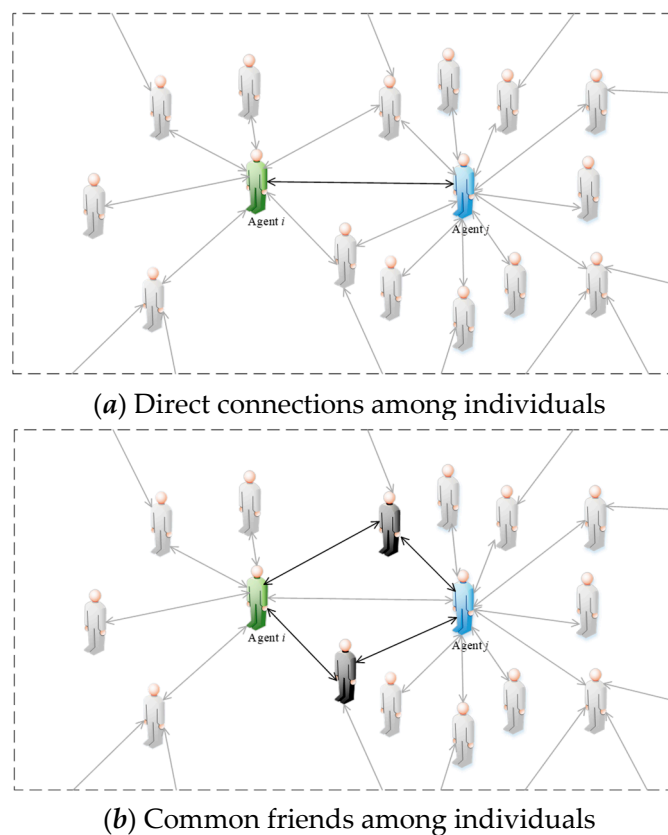 Agent i
Agent j
(a) Direct connections among individuals
Agent i
Agent j
(b) Common friends among individuals